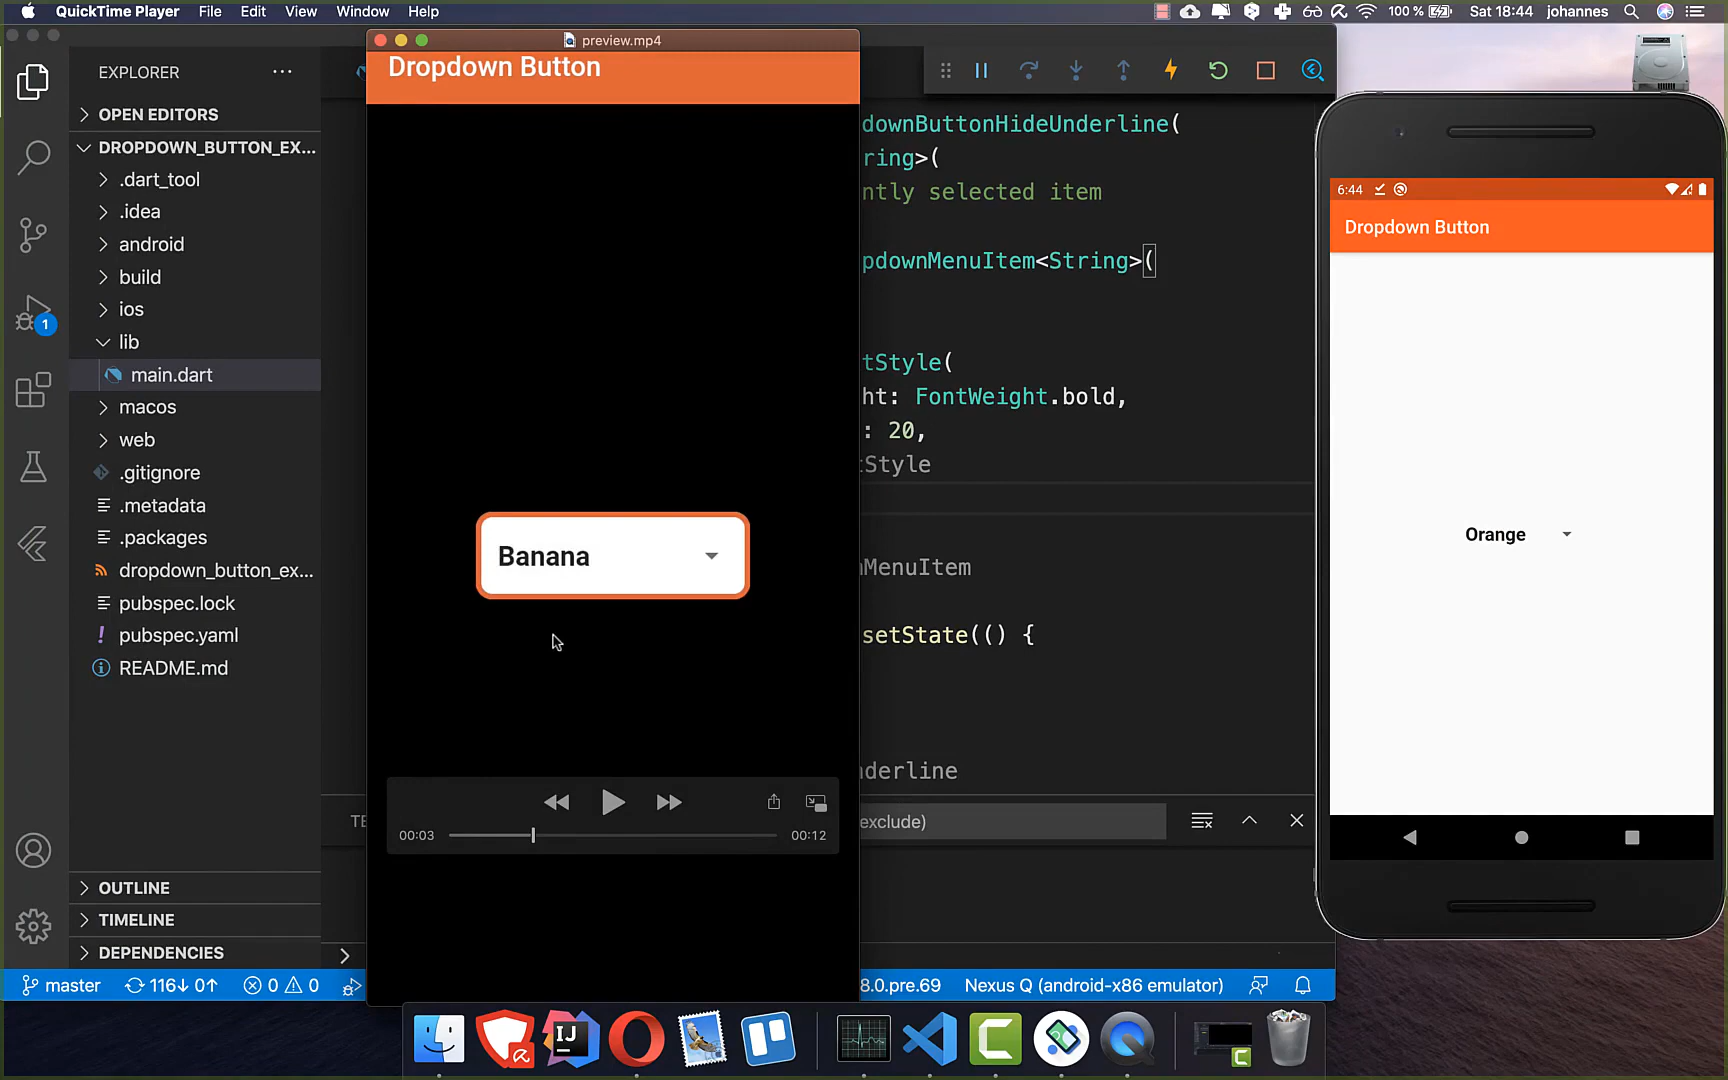 QuickTime Player File Edit View Window Help
100 % Sat 18:44 johannes
EXPLORER
OPEN EDITORS
DROPDOWN_BUTTON_EX...
.dart_tool
.idea
android
build
ios
lib
main.dart
macos
web
.gitignore
.metadata
.packages
dropdown_button_ex...
pubspec.lock
pubspec.yaml
README.md
OUTLINE
TIMELINE
DEPENDENCIES
1
preview.mp4
Dropdown Button
Banana
00:03
00:12
downButtonHideUnderline(
ring>(
ntly selected item
pdownMenuItem<String>(
tStyle(
ht: FontWeight.bold,
: 20,
tStyle
MenuItem
setState(() {
derline
TE
exclude)
master 116↓ 0↑ 0 0
8.0.pre.69 Nexus Q (android-x86 emulator)
6:44
Dropdown Button
Orange
IJ